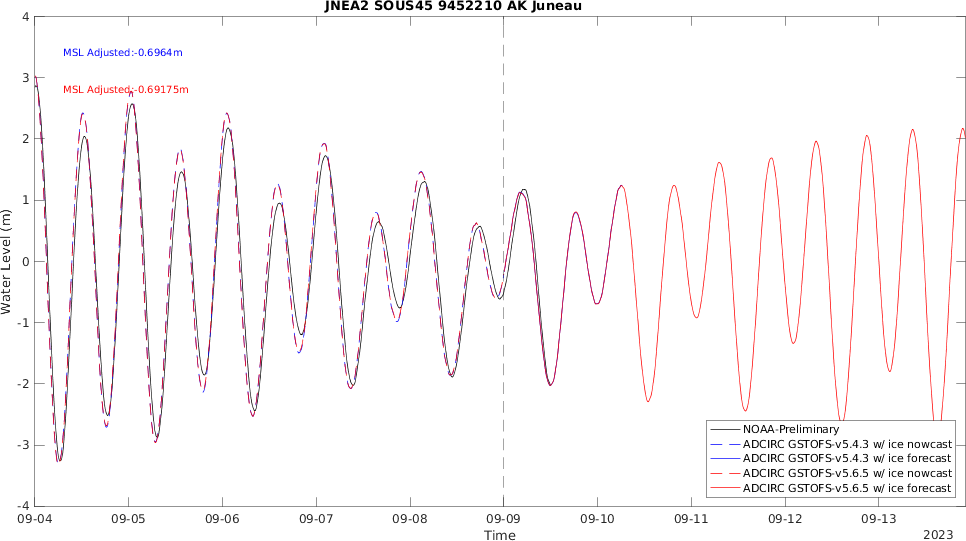 JNEA2 SOUS45 9452210 AK Juneau
MSL Adjusted:-0.6964m
MSL Adjusted:-0.69175m
Water Level (m)
4
3
2
1
0
-1
-2
-3
-4
NOAA-Preliminary
ADCIRC GSTOFS-v5.4.3 w/ ice nowcast
ADCIRC GSTOFS-v5.4.3 w/ ice forecast
ADCIRC GSTOFS-v5.6.5 w/ ice nowcast
ADCIRC GSTOFS-v5.6.5 w/ ice forecast
09-04 09-05 09-06 09-07 09-08 09-09 09-10 09-11 09-12 09-13
Time
2023